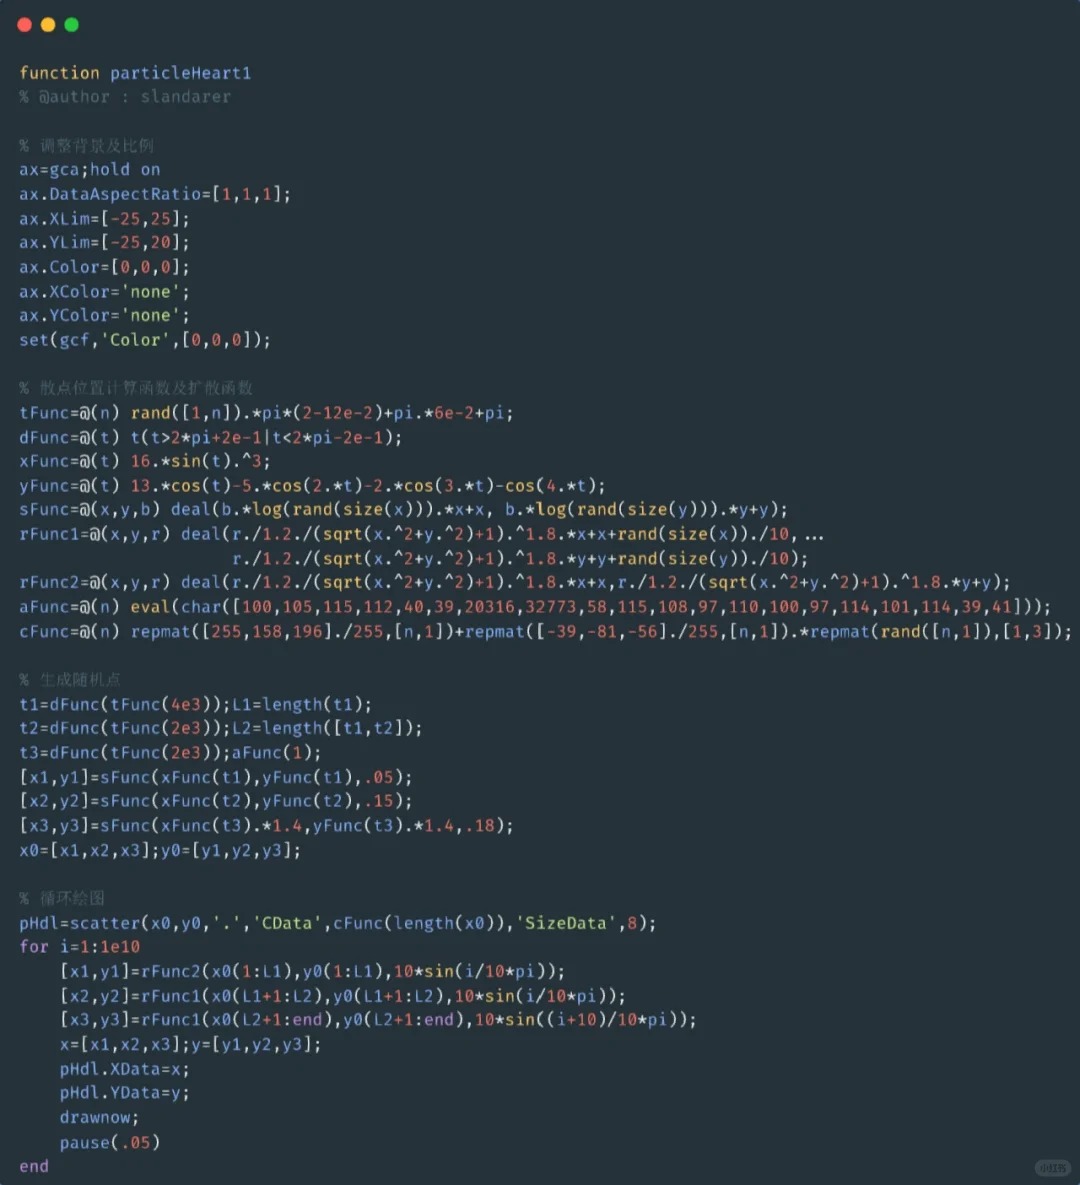 function particleHeart1
% @author : slandarer
% 调整背景及比例
ax=gca;hold on
ax.DataAspectRatio=[1,1,1];
ax.XLim=[-25,25];
ax.YLim=[-25,20];
ax.Color=[0,0,0];
ax.XColor='none';
ax.YColor='none';
set(gcf,'Color',[0,0,0]);
% 散点位置计算函数及扩散函数
tFunc=@(n) rand([1,n]).*pi*(2-12e-2)+pi.*6e-2+pi;
dFunc=@(t) t(t>2*pi+2e-1|t<2*pi-2e-1);
xFunc=@(t) 16.*sin(t).^3;
yFunc=@(t) 13.*cos(t)-5.*cos(2.*t)-2.*cos(3.*t)-cos(4.*t);
sFunc=@(x,y,b) deal(b.*log(rand(size(x))).*x+x, b.*log(rand(size(y))).*y+y);
rFunc1=@(x,y,r) deal(r./1.2./(sqrt(x.^2+y.^2)+1).^1.8.*x+x+rand(size(x))./10,...
r./1.2./(sqrt(x.^2+y.^2)+1).^1.8.*y+y+rand(size(y))./10);
rFunc2=@(x,y,r) deal(r./1.2./(sqrt(x.^2+y.^2)+1).^1.8.*x+x,r./1.2./(sqrt(x.^2+y.^2)+1).^1.8.*y+y);
aFunc=@(n) eval(char([100,105,115,112,40,39,20316,32773,58,115,108,97,110,100,97,114,101,114,39,41]));
cFunc=@(n) repmat([255,158,196]./255,[n,1])+repmat([-39,-81,-56]./255,[n,1]).*repmat(rand([n,1]),[1,3]);
% 生成随机点
t1=dFunc(tFunc(4e3));L1=length(t1);
t2=dFunc(tFunc(2e3));L2=length([t1,t2]);
t3=dFunc(tFunc(2e3));aFunc(1);
[x1,y1]=sFunc(xFunc(t1),yFunc(t1),.05);
[x2,y2]=sFunc(xFunc(t2),yFunc(t2),.15);
[x3,y3]=sFunc(xFunc(t3).*1.4,yFunc(t3).*1.4,.18);
x0=[x1,x2,x3];y0=[y1,y2,y3];
% 循环绘图
pHdl=scatter(x0,y0,'.','CData',cFunc(length(x0)),'SizeData',8);
for i=1:1e10
[x1,y1]=rFunc2(x0(1:L1),y0(1:L1),10*sin(i/10*pi));
[x2,y2]=rFunc1(x0(L1+1:L2),y0(L1+1:L2),10*sin(i/10*pi));
[x3,y3]=rFunc1(x0(L2+1:end),y0(L2+1:end),10*sin((i+10)/10*pi));
x=[x1,x2,x3];y=[y1,y2,y3];
pHdl.XData=x;
pHdl.YData=y;
drawnow;
pause(.05)
end
小红书